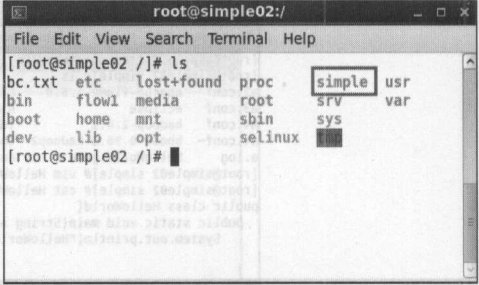 root@simple02:/
File Edit View Search Terminal Help
[root@simple02 /]# ls
bc.txt etc lost+found proc simple usr
bin flow1 media root srv var
boot home mnt sbin sys
dev lib opt selinux tmp
[root@simple02 /]#